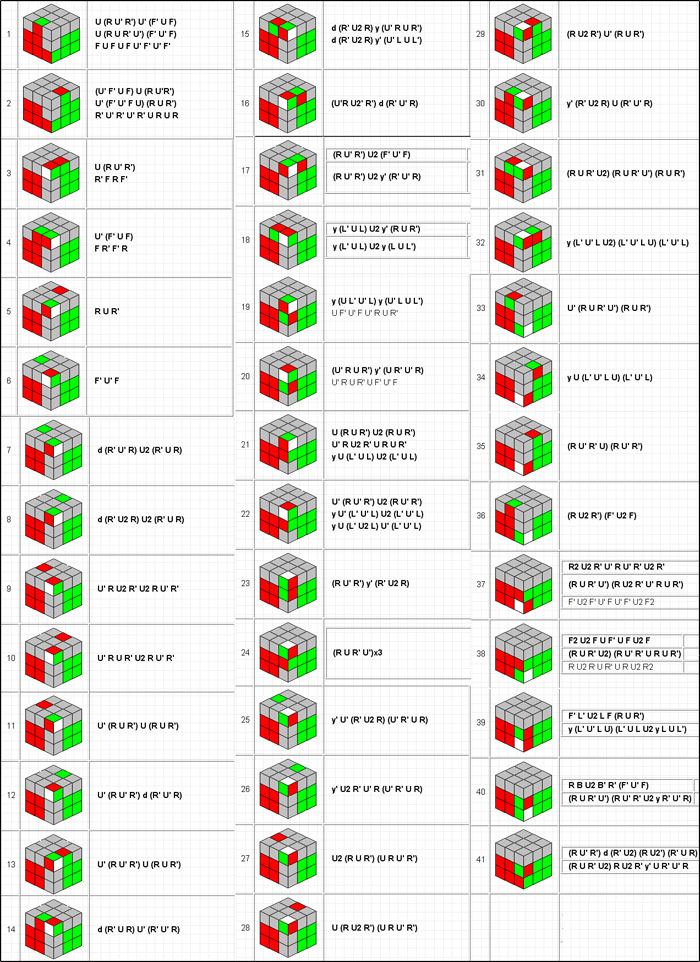 1
U (R U' R') U' (F' U F)
U (R U R' U') (F' U' F)
F U F U F U' F' U' F'
2
(U' F' U F) U (R U'R')
U' (F' U' F U) (R U R')
R' U' R' U' R' U R U R
3
U (R U' R')
R' F R F'
4
U' (F' U F)
F R' F' R
5
R U R'
6
F' U' F
7
d (R' U' R) U2 (R' U R)
8
d (R' U2 R) U2 (R' U R)
9
U' R U2 R' U2 R U' R'
10
U' R U R' U2 R U' R'
11
U' (R U R') U (R U R')
12
U' (R U' R') d (R' U' R)
13
U' (R U' R') U (R U R')
14
d (R' U R) U' (R' U' R)
15
d (R' U2 R) y (U' R U R')
d (R' U2 R) y' (U' L U L')
16
(U'R U2' R') d (R' U' R)
17
(R U' R') U2 (F' U' F)
(R U' R') U2 y' (R' U' R)
18
y (L' U L) U2 y' (R U R')
y (L' U L) U2 y (L U L')
19
y (U L' U' L) y (U' L U L')
U F' U' F U' R U R'
20
(U' R U R') y' (U R' U' R)
U' R U R' U F' U' F
21
U (R U R') U2 (R U R')
U' R U2 R' U R U R'
y U (L' U L) U2 (L' U L)
22
U' (R U' R') U2 (R U' R')
y U' (L' U' L) U2 (L' U' L)
y U (L' U2 L) U' (L' U' L)
23
(R U' R') y' (R' U2 R)
24
(R U R' U')x3
25
y' U' (R' U2 R) (U' R' U R)
26
y' U2 R' U' R (U' R' U R)
27
U2 (R U R') (U R U' R')
28
U (R U2 R') (U R U' R')
29
(R U2 R') U' (R U R')
30
y' (R' U2 R) U (R' U' R)
31
(R U R' U2) (R U R' U') (R U R')
32
y (L' U' L U2) (L' U' L U) (L' U' L)
33
U' (R U R' U') (R U R')
34
y U (L' U' L U) (L' U' L)
35
(R U' R' U) (R U' R')
36
(R U2 R') (F' U2 F)
37
R2 U2 R' U' R U' R' U2 R'
(R U R' U') (R U2 R' U' R U R')
F' U2 F' U' F U' F' U2 F2
38
F2 U2 F U F' U F U2 F
(R U R' U2) (R U' R' U R U R')
R U2 R U R' U R U2 R2
39
F' L' U2 L F (R U R')
y (L' U' L U) (L' U L U2 y L U L')
40
R B U2 B' R' (F' U' F)
(R U R' U') (R U' R' U2 y R' U' R)
41
(R U' R') d (R' U2) (R U2') (R' U R)
(R U R' U2) R U2 R' y' U R' U' R